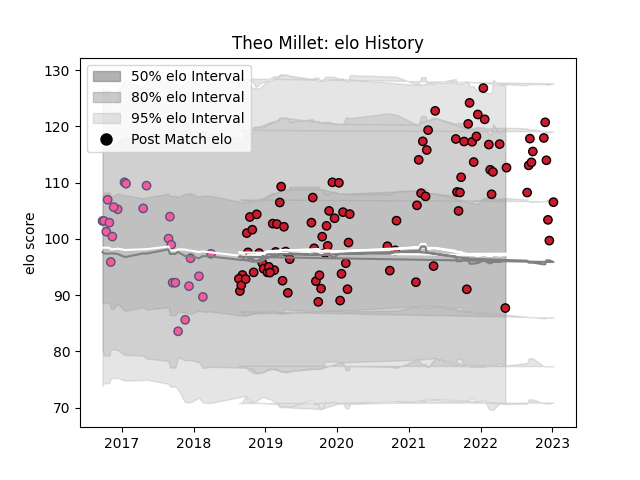 Theo Millet: elo History
50% elo Interval
80% elo Interval
95% elo Interval
Post Match elo
elo score
130
120
110
100
90
80
70
2017 2018 2019 2020 2021 2022 2023